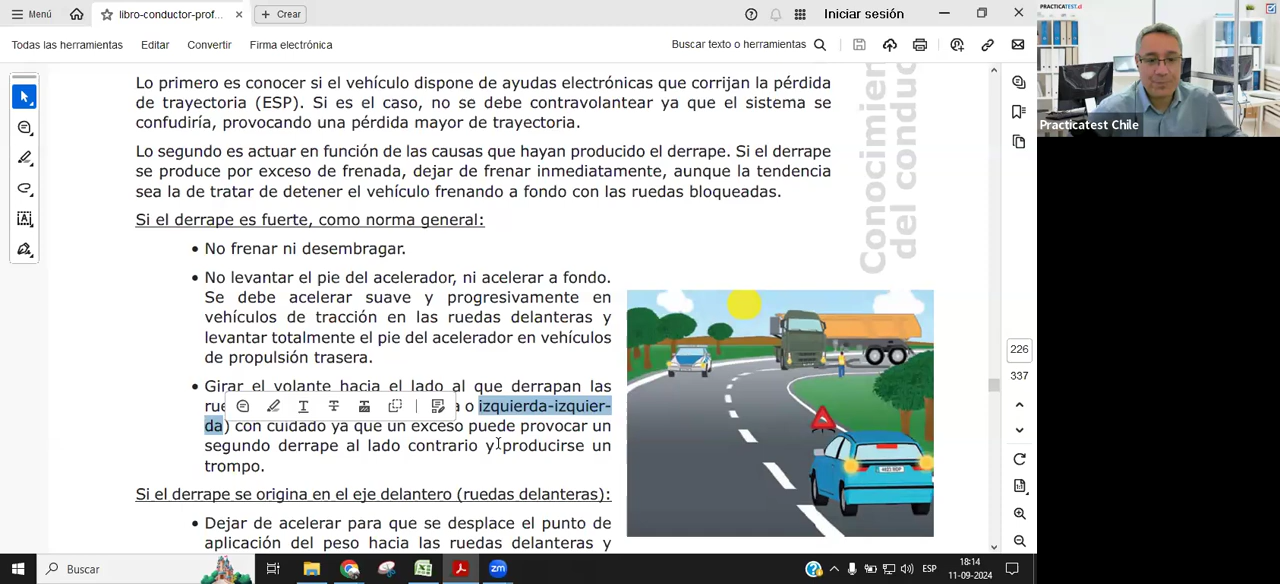 Menú
libro-conductor-prof...
Crear
Iniciar sesión
Todas las herramientas
Editar
Convertir
Firma electrónica
Buscar texto o herramientas
PRACTICATEST.cl
Practicatest Chile
Lo primero es conocer si el vehículo dispone de ayudas electrónicas que corrijan la pérdida
de trayectoria (ESP). Si es el caso, no se debe contravolantear ya que el sistema se
confudiría, provocando una pérdida mayor de trayectoria.
Lo segundo es actuar en función de las causas que hayan producido el derrape. Si el derrape
se produce por exceso de frenada, dejar de frenar inmediatamente, aunque la tendencia
sea la de tratar de detener el vehículo frenando a fondo con las ruedas bloqueadas.
Si el derrape es fuerte, como norma general:
• No frenar ni desembragar.
• No levantar el pie del acelerador, ni acelerar a fondo.
Se debe acelerar suave y progresivamente en
vehículos de tracción en las ruedas delanteras y
levantar totalmente el pie del acelerador en vehículos
de propulsión trasera.
• Girar el volante hacia el lado al que derrapan las
o izquierda-izquier-
da) con cuidado ya que un exceso puede provocar un
segundo derrape al lado contrario y producirse un
trompo.
Si el derrape se origina en el eje delantero (ruedas delanteras):
• Dejar de acelerar para que se desplace el punto de
aplicación del peso hacia las ruedas delanteras y
Conocimien
del conduc
226
337
Buscar
ESP
18:14
11-09-2024